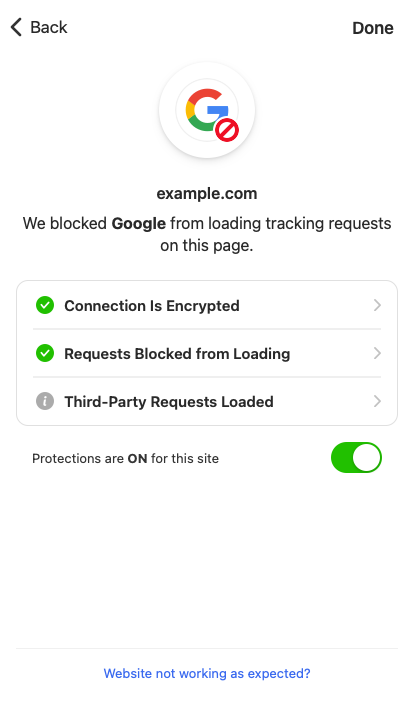 Back
Done
example.com
We blocked Google from loading tracking requests
on this page.
Connection Is Encrypted
Requests Blocked from Loading
Third-Party Requests Loaded
Protections are ON for this site
Website not working as expected?